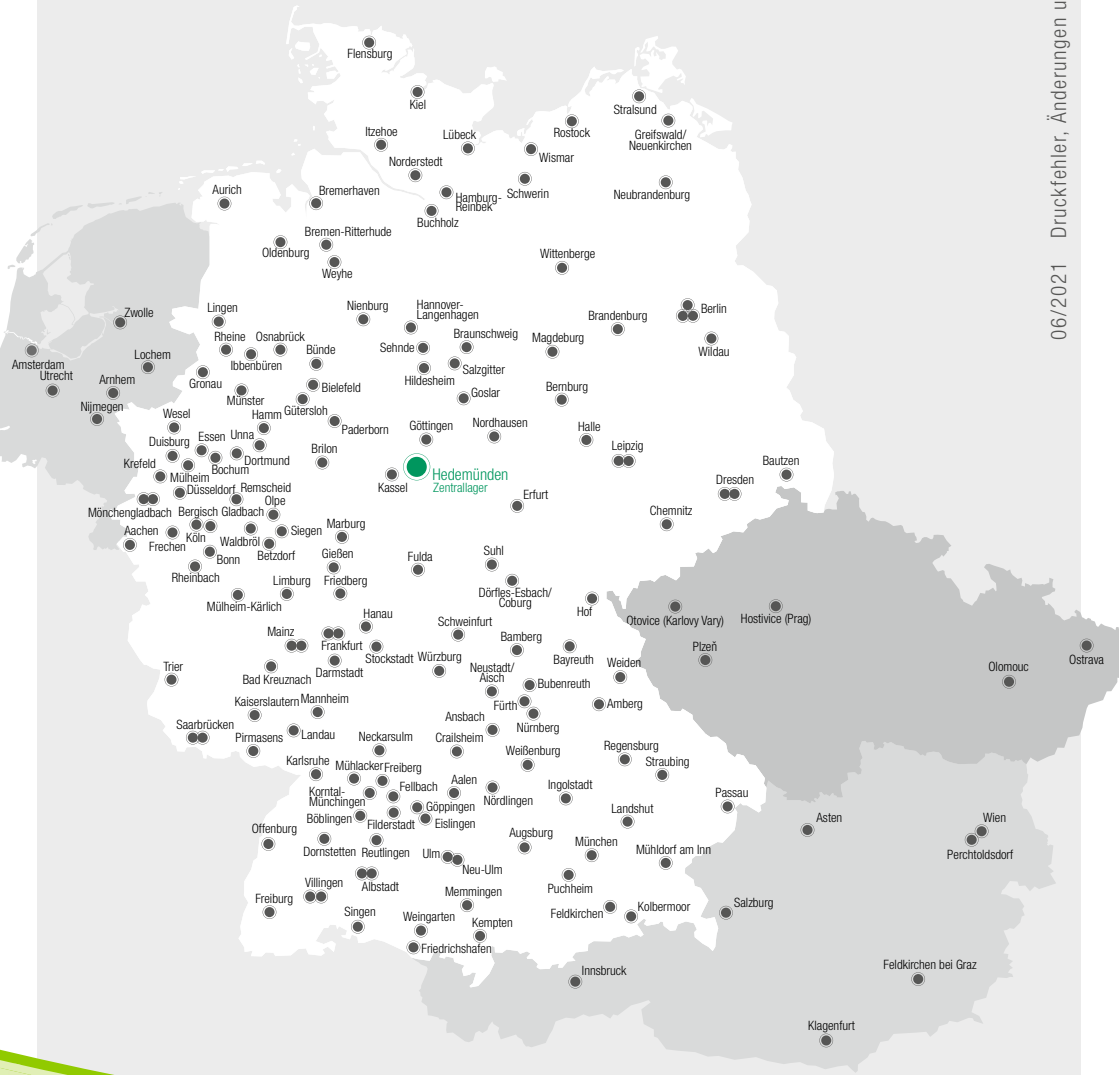 Flensburg
Kiel
Stralsund
Itzehoe
Lübeck
Rostock
Greifswald/
Neuenkirchen
Wismar
Norderstedt
Schwerin
Neubrandenburg
Aurich
Bremerhaven
Hamburg-
Reinbek
Buchholz
Bremen-Ritterhude
Oldenburg
Weyhe
Wittenberge
Zwolle
Lingen
Nienburg
Hannover-
Langenhagen
Brandenburg
Berlin
Rheine
Osnabrück
Braunschweig
Magdeburg
Wildau
Amsterdam
Utrecht
Lochem
Ibbenbüren
Bünde
Sehnde
Salzgitter
Arnhem
Gronau
Bielefeld
Hildesheim
Bernburg
Nijmegen
Münster
Gütersloh
Goslar
Wesel
Hamm
Paderborn
Göttingen
Nordhausen
Halle
Duisburg
Essen
Unna
Brilon
Leipzig
Bautzen
Krefeld
Bochum
Dortmund
Mülheim
Kassel
Hedemünden
Zentrallager
Dresden
Düsseldorf
Remscheid
Erfurt
Mönchengladbach
Bergisch Gladbach
Olpe
Chemnitz
Aachen
Frechen
Köln
Waldbröl
Siegen
Marburg
Bonn
Betzdorf
Gießen
Fulda
Suhl
Rheinbach
Limburg
Friedberg
Dörfles-Esbach/
Coburg
Mülheim-Kärlich
Hof
Otovice (Karlovy Vary)
Hostivice (Prag)
Hanau
Schweinfurt
Mainz
Frankfurt
Stockstadt
Bamberg
Bayreuth
Plzeň
Ostrava
Trier
Bad Kreuznach
Darmstadt
Würzburg
Neustadt/
Aisch
Weiden
Olomouc
Bubenreuth
Kaiserslautern
Mannheim
Fürth
Amberg
Saarbrücken
Landau
Ansbach
Nürnberg
Pirmasens
Neckarsulm
Crailsheim
Weißenburg
Regensburg
Karlsruhe
Mühlacker
Freiberg
Straubing
Korntal-
Münchingen
Fellbach
Aalen
Nördlingen
Ingolstadt
Passau
Böblingen
Göppingen
Landshut
Asten
Wien
Offenburg
Filderstadt
Eislingen
Augsburg
Perchtoldsdorf
Dornstetten
Reutlingen
Ulm
Neu-Ulm
München
Mühldorf am Inn
Villingen
Albstadt
Puchheim
Freiburg
Memmingen
Feldkirchen
Kolbermoor
Salzburg
Singen
Weingarten
Kempten
Friedrichshafen
Innsbruck
Feldkirchen bei Graz
Klagenfurt
06/2021 Druckfehler, Änderungen u